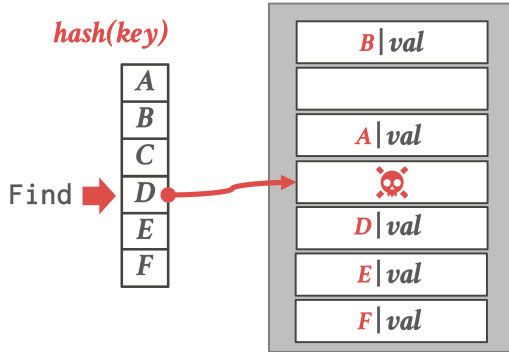 hash(key)
A
B
C
D
E
F
Find
B|val
A|val
D|val
E|val
F|val